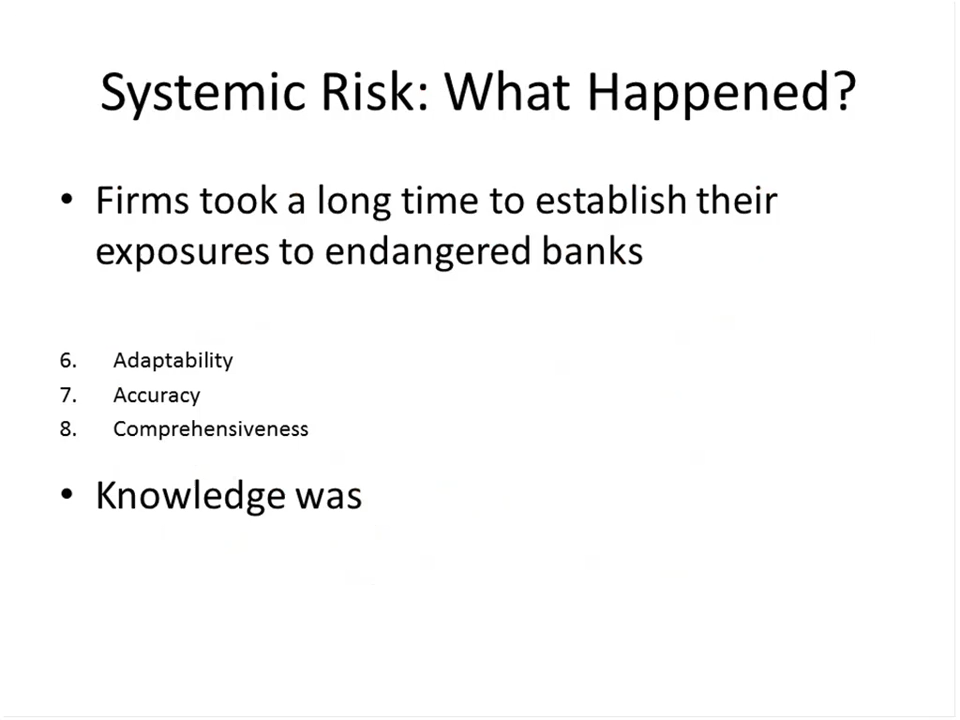 Systemic Risk: What Happened?
• Firms took a long time to establish their
exposures to endangered banks
6. Adaptability
7. Accuracy
8. Comprehensiveness
• Knowledge was